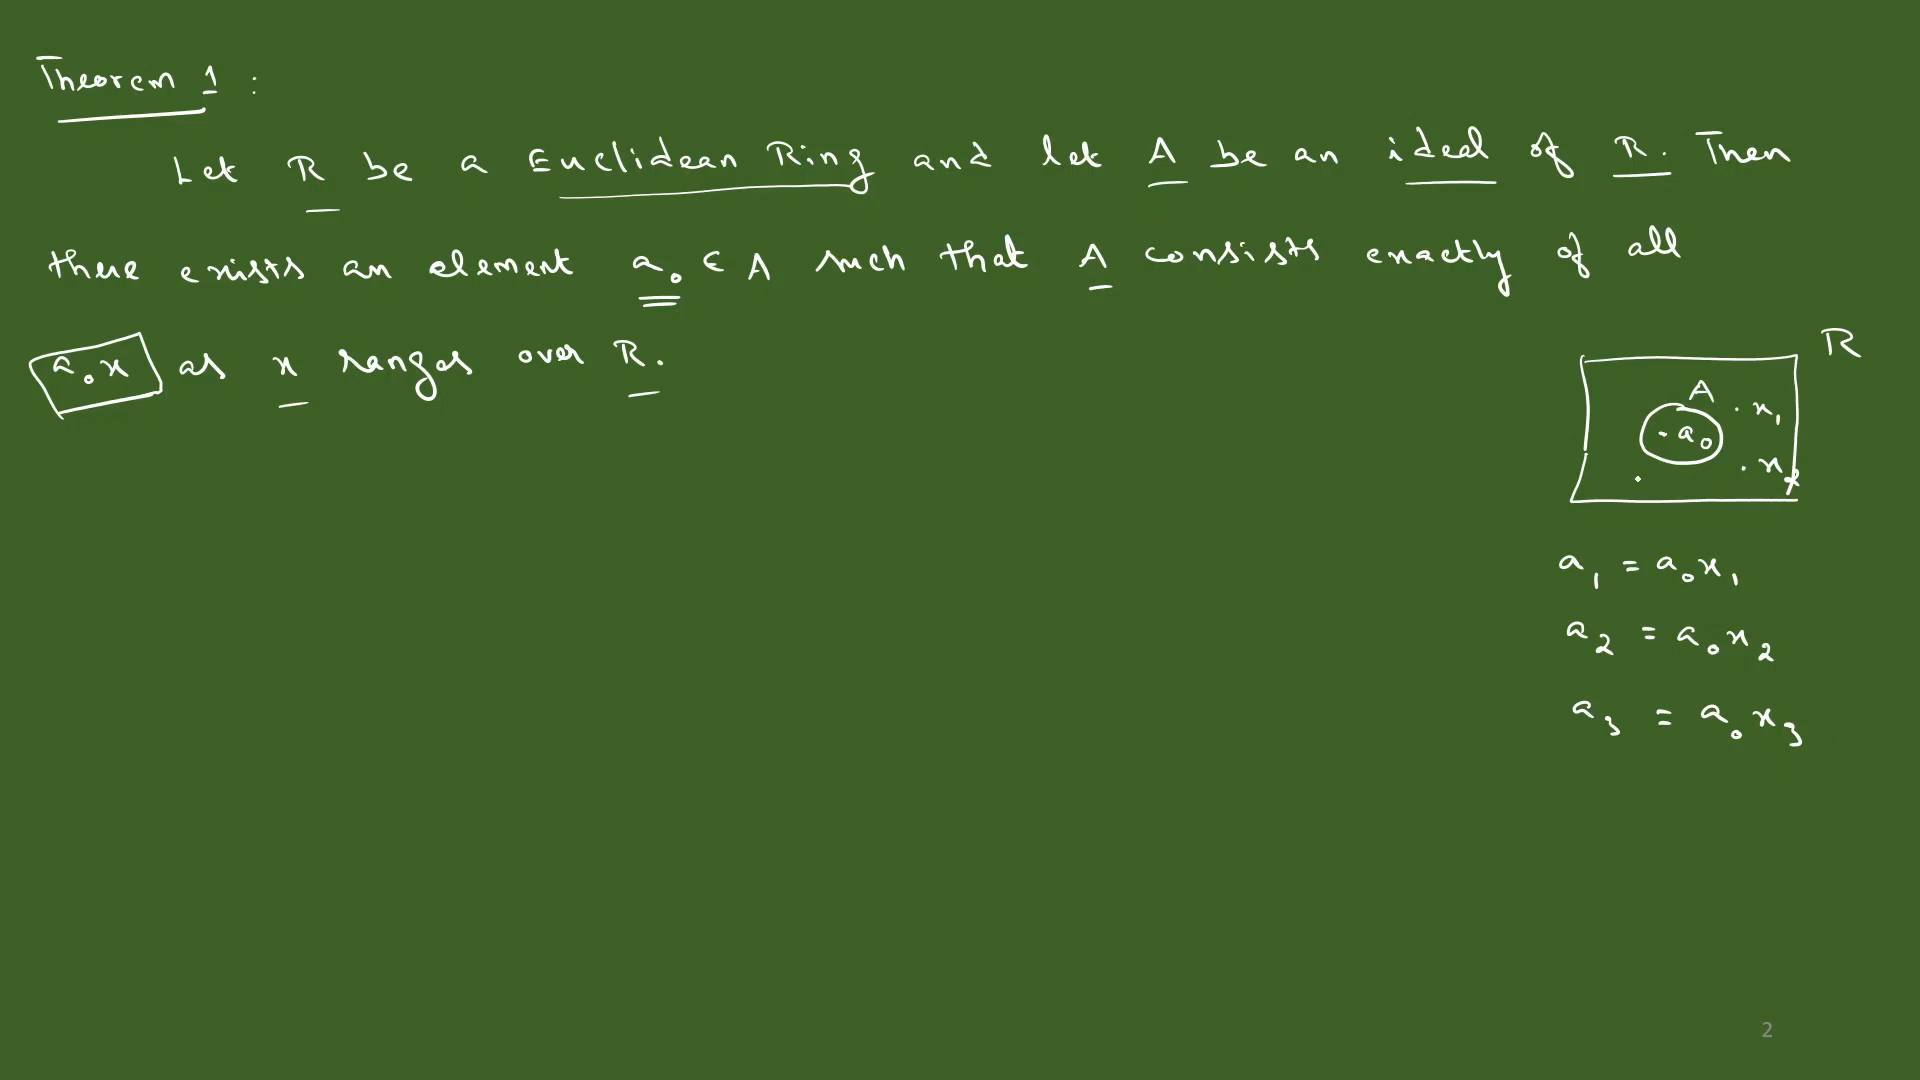 Theorem 1 :
Let R be a Euclidean Ring and let A be an ideal of R. Then
there exists an element a₀ ∈ A such that A consists exactly of all
a₀x as x ranges over R.
R
A
· x₁
· a₀
· x₂
a₁ = a₀x₁
a₂ = a₀x₂
a₃ = a₀x₃
2